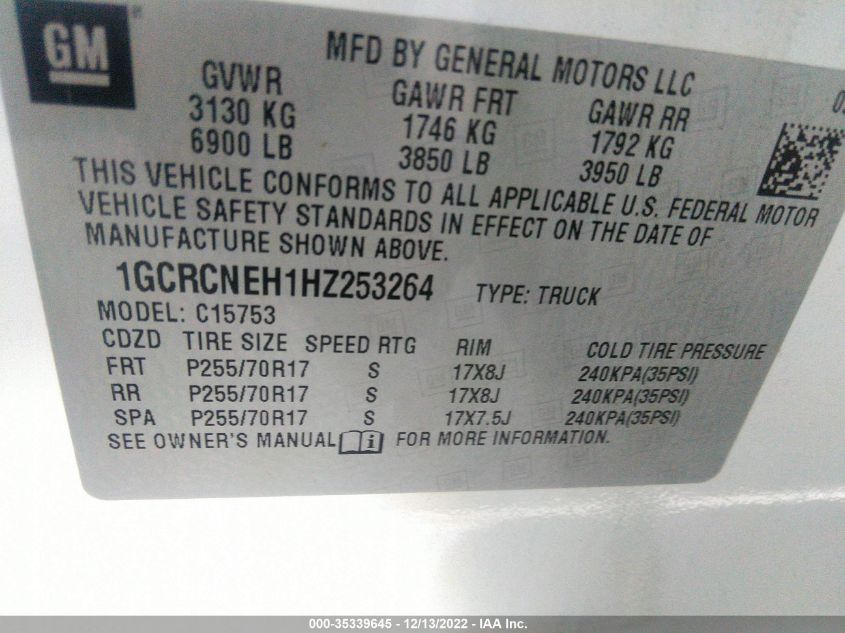 GM
MFD BY GENERAL MOTORS LLC
GVWR GAWR FRT GAWR RR
3130 KG 1746 KG 1792 KG
6900 LB 3850 LB 3950 LB
THIS VEHICLE CONFORMS TO ALL APPLICABLE U.S. FEDERAL MOTOR
VEHICLE SAFETY STANDARDS IN EFFECT ON THE DATE OF
MANUFACTURE SHOWN ABOVE.
1GCRCNEH1HZ253264 TYPE: TRUCK
MODEL: C15753
CDZD TIRE SIZE SPEED RTG RIM COLD TIRE PRESSURE
FRT P255/70R17 S 17X8J 240KPA(35PSI)
RR P255/70R17 S 17X8J 240KPA(35PSI)
SPA P255/70R17 S 17X7.5J 240KPA(35PSI)
SEE OWNER'S MANUAL FOR MORE INFORMATION.
000-35339645 - 12/13/2022 - IAA Inc.